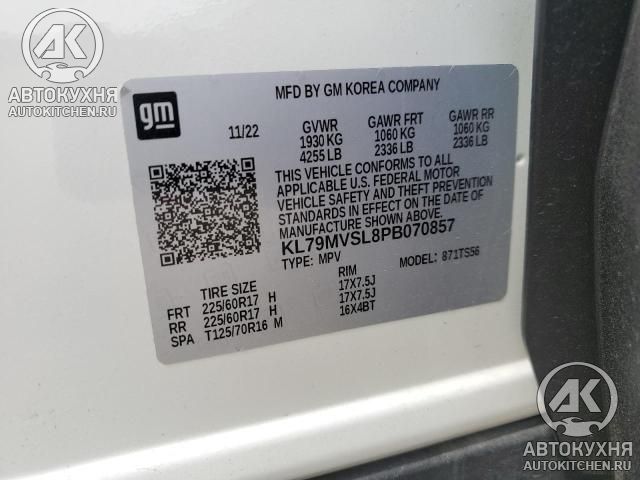 АК
АВТОКУХНЯ
AUTOKITCHEN.RU
gm
MFD BY GM KOREA COMPANY
11/22
GVWR GAWR FRT GAWR RR
1930 KG 1060 KG 1060 KG
4255 LB 2336 LB 2336 LB
THIS VEHICLE CONFORMS TO ALL
APPLICABLE U.S. FEDERAL MOTOR
VEHICLE SAFETY AND THEFT PREVENTION
STANDARDS IN EFFECT ON THE DATE OF
MANUFACTURE SHOWN ABOVE.
KL79MVSL8PB070857
TYPE: MPV MODEL: 871TS56
TIRE SIZE RIM
FRT 225/60R17 H 17X7.5J
RR 225/60R17 H 17X7.5J
SPA T125/70R16 M 16X4BT
АК
АВТОКУХНЯ
AUTOKITCHEN.RU